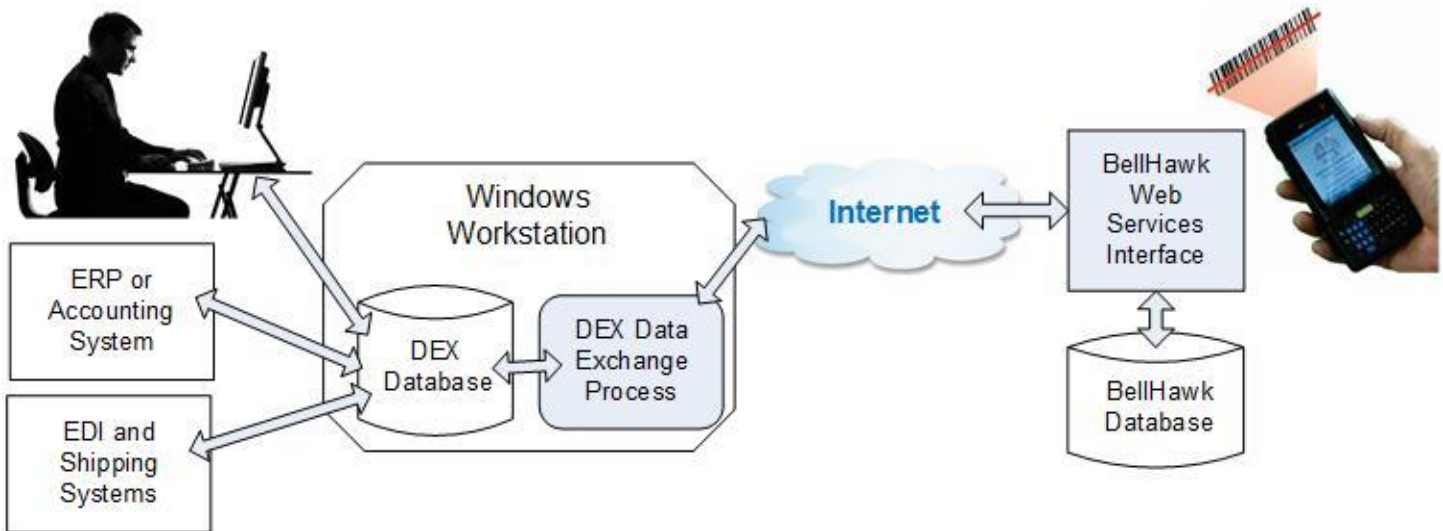 Windows
Workstation
Internet
BellHawk
Web
Services
Interface
ERP or
Accounting
System
DEX
Database
DEX Data
Exchange
Process
BellHawk
Database
EDI and
Shipping
Systems